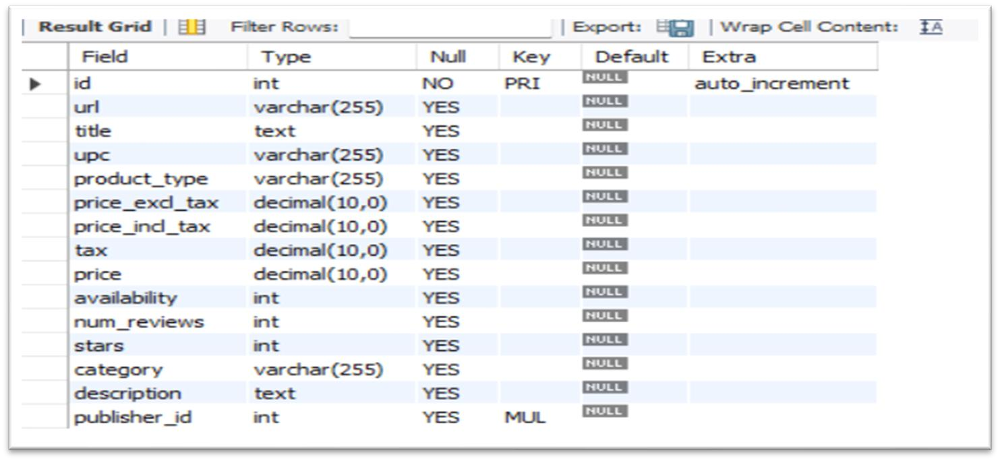 Result Grid | Filter Rows: | Export: | Wrap Cell Content: IA
Field Type Null Key Default Extra
id int NO PRI NULL auto_increment
url varchar(255) YES NULL
title text YES NULL
upc varchar(255) YES NULL
product_type varchar(255) YES NULL
price_excl_tax decimal(10,0) YES NULL
price_incl_tax decimal(10,0) YES NULL
tax decimal(10,0) YES NULL
price decimal(10,0) YES NULL
availability int YES NULL
num_reviews int YES NULL
stars int YES NULL
category varchar(255) YES NULL
description text YES NULL
publisher_id int YES MUL NULL